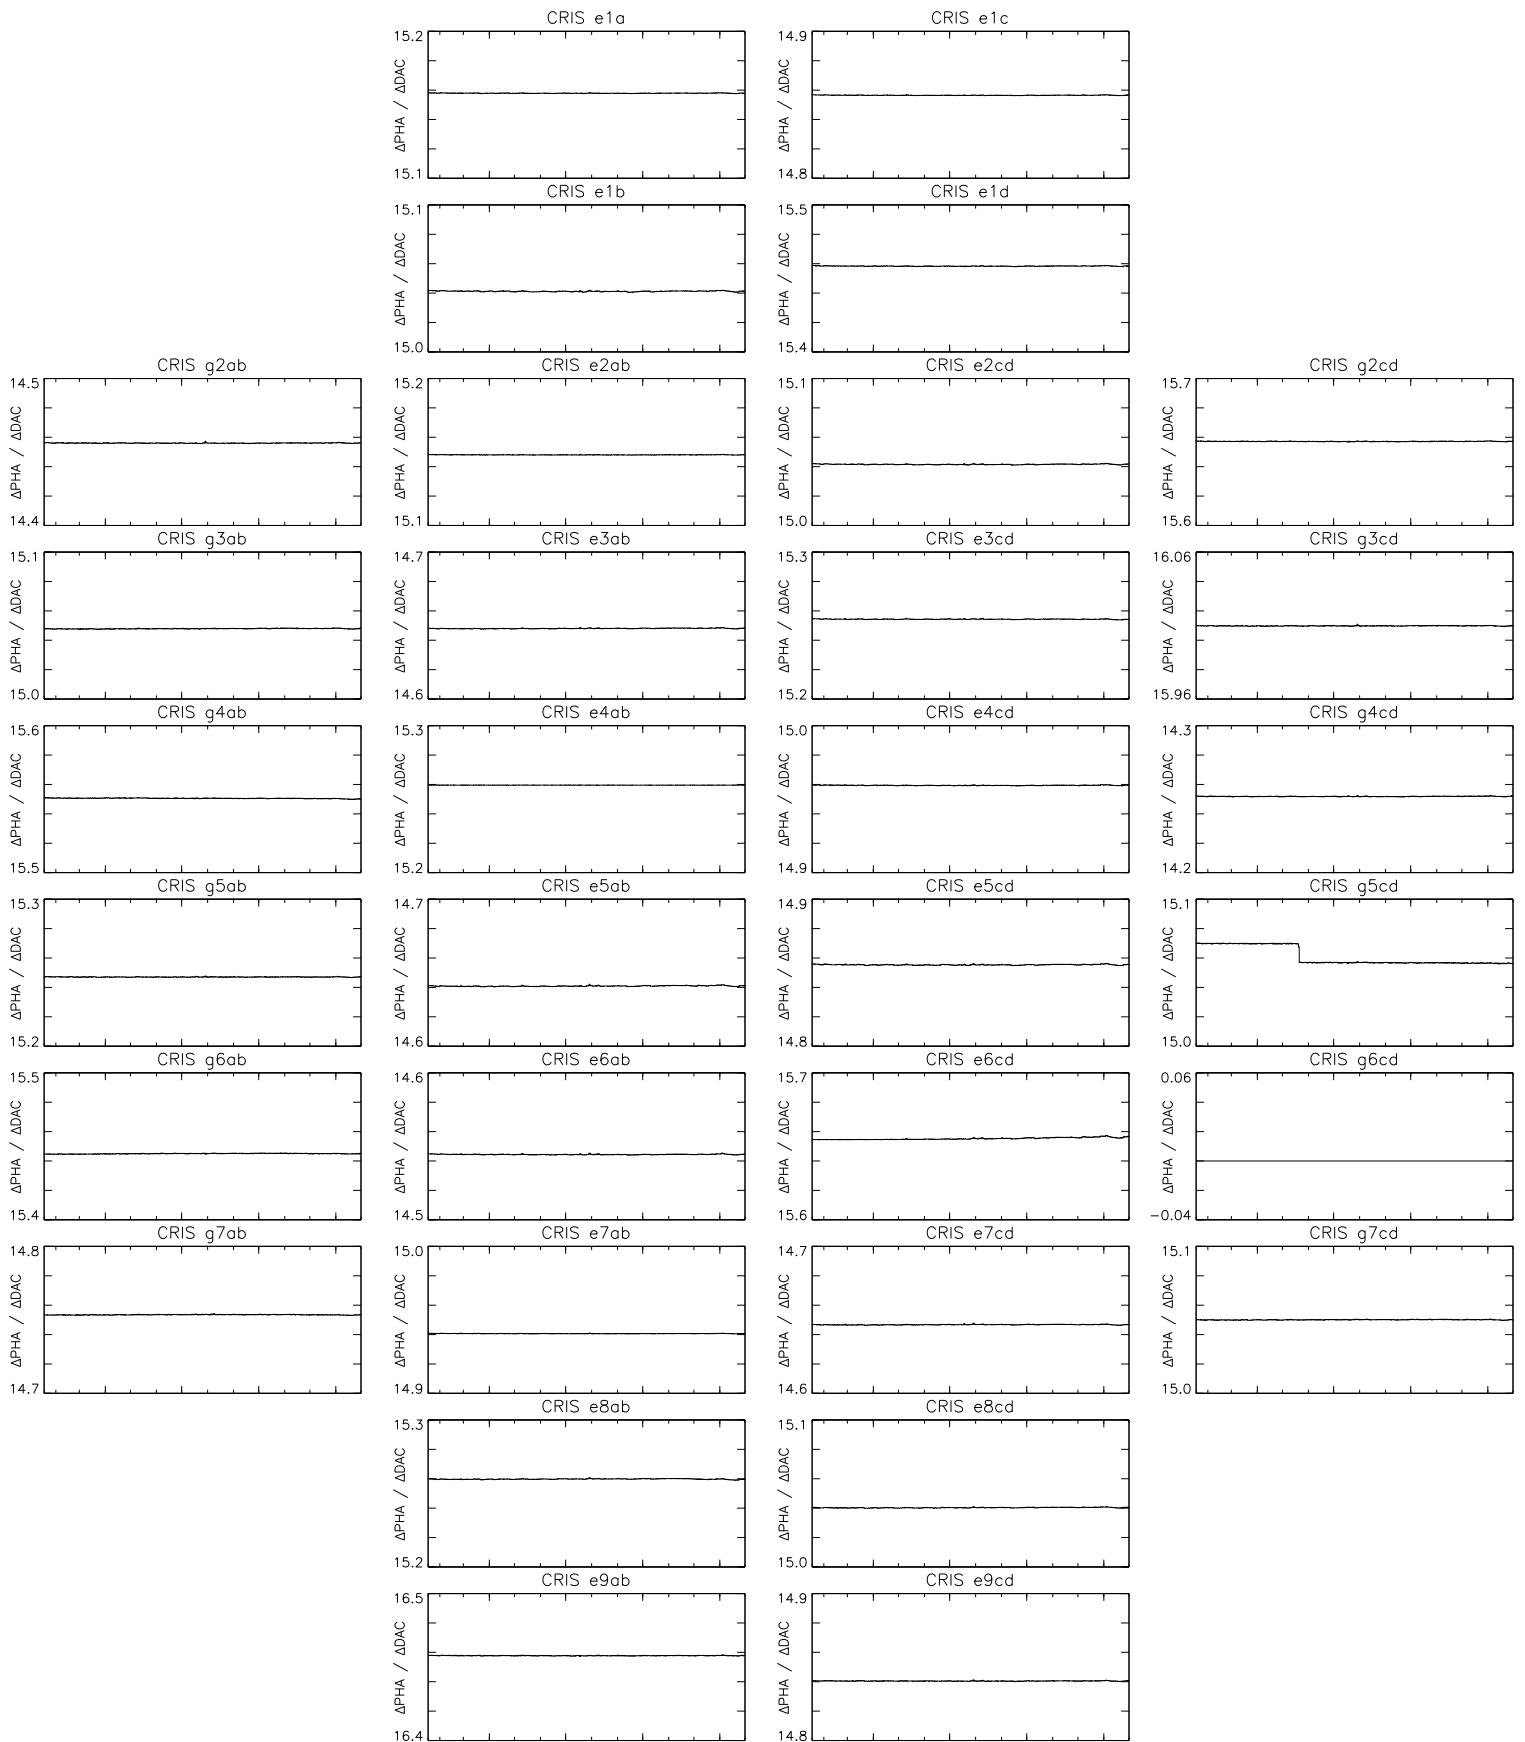 CRIS e1a
15.2
ΔPHA / ΔDAC
15.1
CRIS e1c
14.9
ΔPHA / ΔDAC
14.8
CRIS e1b
15.1
ΔPHA / ΔDAC
15.0
CRIS e1d
15.5
ΔPHA / ΔDAC
15.4
CRIS g2ab
14.5
ΔPHA / ΔDAC
14.4
CRIS e2ab
15.2
ΔPHA / ΔDAC
15.1
CRIS e2cd
15.1
ΔPHA / ΔDAC
15.0
CRIS g2cd
15.7
ΔPHA / ΔDAC
15.6
CRIS g3ab
15.1
ΔPHA / ΔDAC
15.0
CRIS e3ab
14.7
ΔPHA / ΔDAC
14.6
CRIS e3cd
15.3
ΔPHA / ΔDAC
15.2
CRIS g3cd
16.06
ΔPHA / ΔDAC
15.96
CRIS g4ab
15.6
ΔPHA / ΔDAC
15.5
CRIS e4ab
15.3
ΔPHA / ΔDAC
15.2
CRIS e4cd
15.0
ΔPHA / ΔDAC
14.9
CRIS g4cd
14.3
ΔPHA / ΔDAC
14.2
CRIS g5ab
15.3
ΔPHA / ΔDAC
15.2
CRIS e5ab
14.7
ΔPHA / ΔDAC
14.6
CRIS e5cd
14.9
ΔPHA / ΔDAC
14.8
CRIS g5cd
15.1
ΔPHA / ΔDAC
15.0
CRIS g6ab
15.5
ΔPHA / ΔDAC
15.4
CRIS e6ab
14.6
ΔPHA / ΔDAC
14.5
CRIS e6cd
15.7
ΔPHA / ΔDAC
15.6
CRIS g6cd
0.06
ΔPHA / ΔDAC
−0.04
CRIS g7ab
14.8
ΔPHA / ΔDAC
14.7
CRIS e7ab
15.0
ΔPHA / ΔDAC
14.9
CRIS e7cd
14.7
ΔPHA / ΔDAC
14.6
CRIS g7cd
15.1
ΔPHA / ΔDAC
15.0
CRIS e8ab
15.3
ΔPHA / ΔDAC
15.2
CRIS e8cd
15.1
ΔPHA / ΔDAC
15.0
CRIS e9ab
16.5
ΔPHA / ΔDAC
16.4
CRIS e9cd
14.9
ΔPHA / ΔDAC
14.8